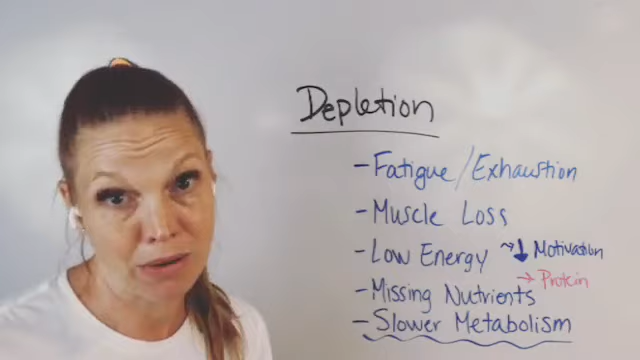 Depletion
- Fatigue/Exhaustion
- Muscle Loss
- Low Energy ↝↓ Motivation
→ Protein
- Missing Nutrients
- Slower Metabolism